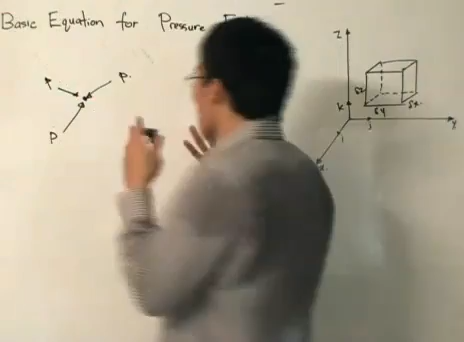 Basic Equation for Pressure
P
P
P
z
δz
δy
δx
k
j
i
y
x